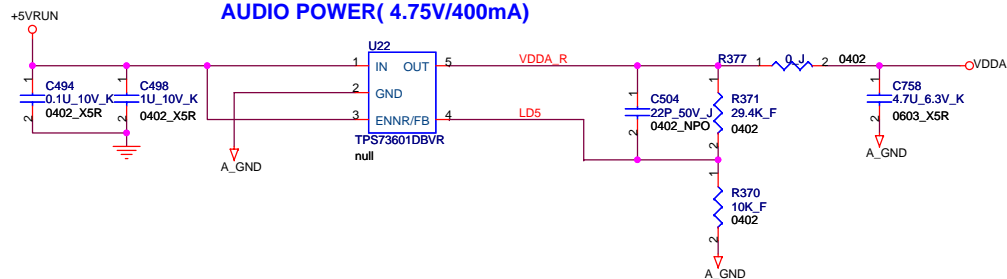 AUDIO POWER( 4.75V/400mA)
+5VRUN
U22
1 IN OUT 5
2 GND
3 ENNR/FB 4
TPS73601DBVR
null
VDDA_R
LD5
1
C494
0.1U_10V_K
0402_X5R
2
1
C498
1U_10V_K
0402_X5R
2
A_GND
1
C504
22P_50V_J
0402_NPO
2
1
R371
29.4K_F
0402
2
R377 1 0_J 2 0402
VDDA
1
C758
4.7U_6.3V_K
0603_X5R
2
A_GND
1
R370
10K_F
0402
2
A_GND